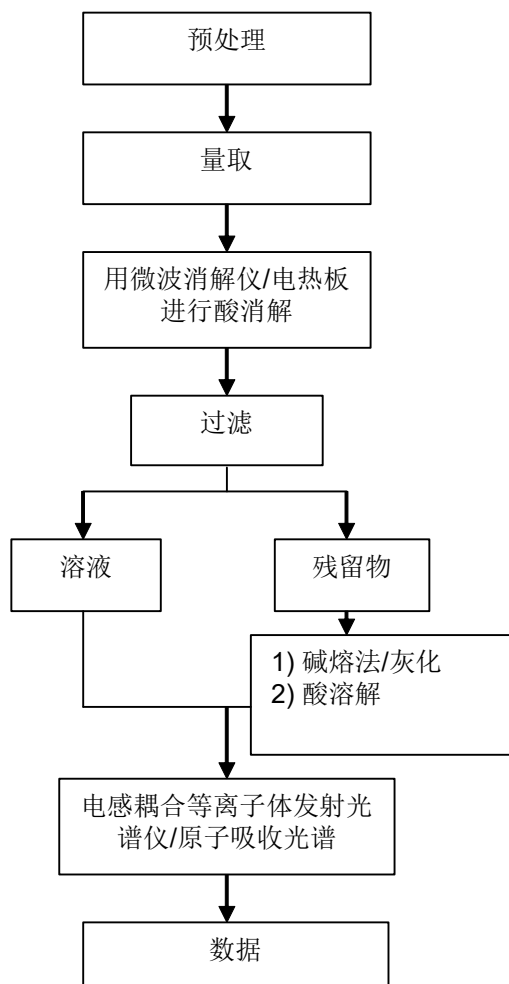 预处理
量取
用微波消解仪/电热板
进行酸消解
过滤
溶液
残留物
1) 碱熔法/灰化
2) 酸溶解
电感耦合等离子体发射光
谱仪/原子吸收光谱
数据